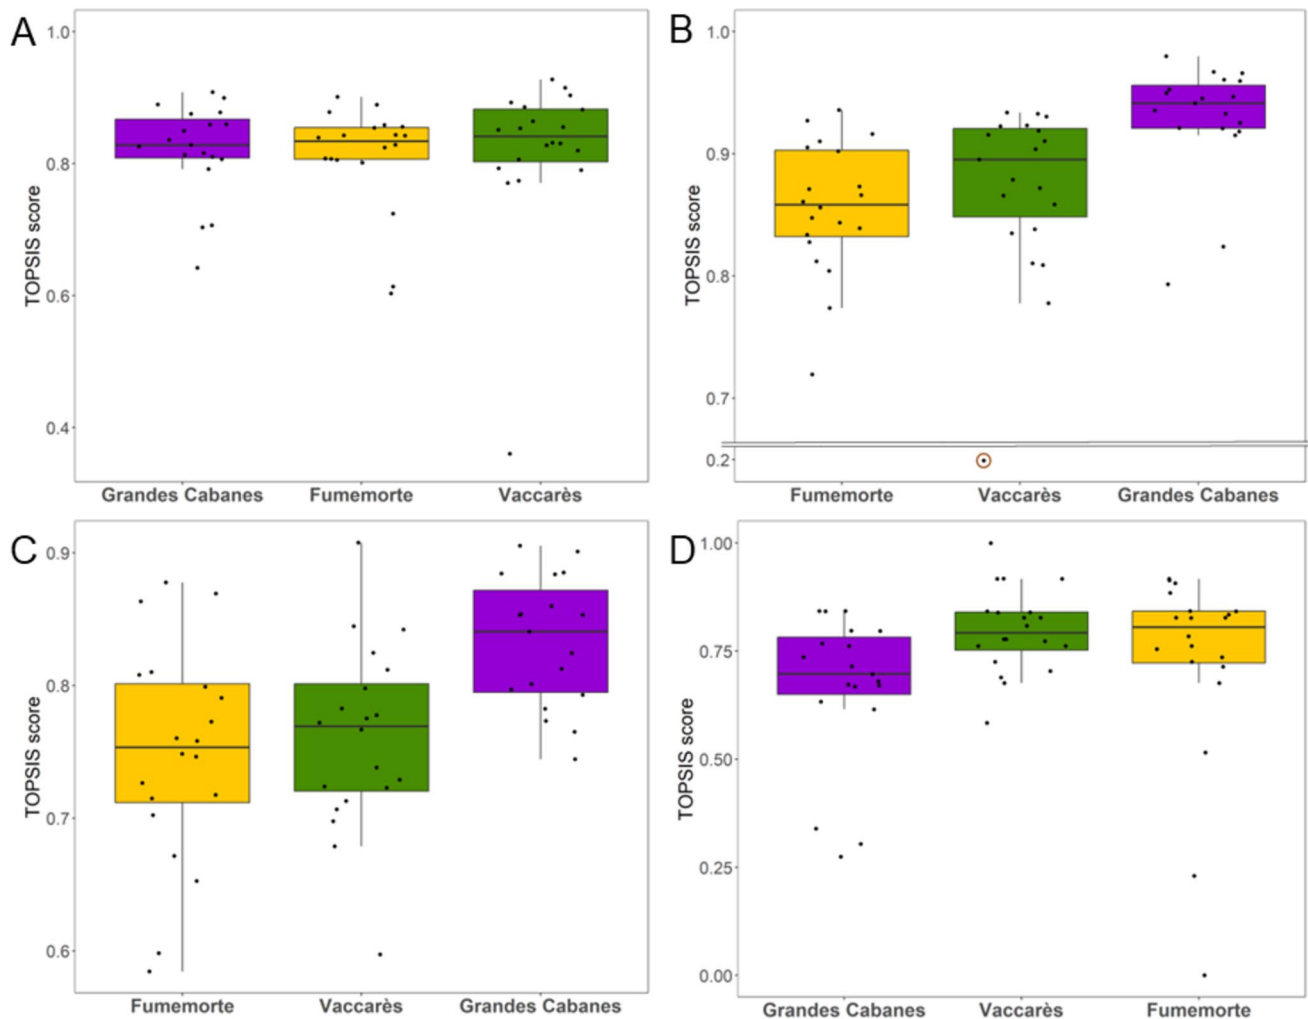 A
1.0
0.8
0.6
0.4
TOPSIS score
Grandes Cabanes Fumemorte Vaccarès
B
1.0
0.9
0.8
0.7
0.2
TOPSIS score
Fumemorte Vaccarès Grandes Cabanes
C
0.9
0.8
0.7
0.6
TOPSIS score
Fumemorte Vaccarès Grandes Cabanes
D
1.00
0.75
0.50
0.25
0.00
TOPSIS score
Grandes Cabanes Vaccarès Fumemorte